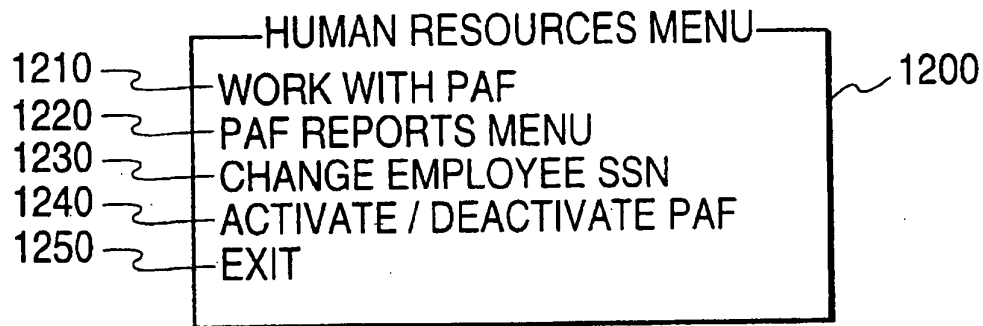 HUMAN RESOURCES MENU
1210 WORK WITH PAF 1200
1220 PAF REPORTS MENU
1230 CHANGE EMPLOYEE SSN
1240 ACTIVATE / DEACTIVATE PAF
1250 EXIT